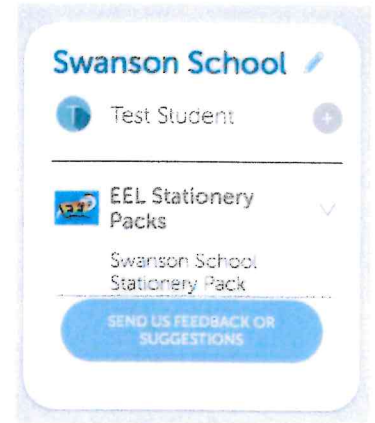 Swanson School
T Test Student
EEL Stationery
Packs
Swanson School
Stationery Pack
SEND US FEEDBACK OR
SUGGESTIONS